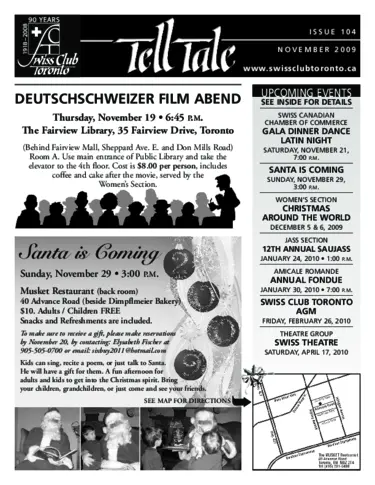 90 YEARS
1918–2008
Swiss Club
Toronto
Tell Tale
ISSUE 104
NOVEMBER 2009
www.swissclubtoronto.ca
DEUTSCHSCHWEIZER FILM ABEND
Thursday, November 19 • 6:45 P.M.
The Fairview Library, 35 Fairview Drive, Toronto
(Behind Fairview Mall, Sheppard Ave. E. and Don Mills Road)
Room A. Use main entrance of Public Library and take the
elevator to the 4th floor. Cost is $8.00 per person, includes
coffee and cake after the movie, served by the
Women's Section.
Santa is Coming
Sunday, November 29 • 3:00 P.M.
Musket Restaurant (back room)
40 Advance Road (beside Dimpflmeier Bakery)
$10. Adults / Children FREE
Snacks and Refreshments are included.
To make sure to receive a gift, please make reservations
by November 20, by contacting: Elysabeth Fischer at
905-505-0700 or email:
Kids can sing, recite a poem, or just talk to Santa.
He will have a gift for them. A fun afternoon for
adults and kids to get into the Christmas spirit. Bring
your children, grandchildren, or just come and see your friends.
SEE MAP FOR DIRECTIONS
UPCOMING EVENTS
SEE INSIDE FOR DETAILS
SWISS CANADIAN
CHAMBER OF COMMERCE
GALA DINNER DANCE
LATIN NIGHT
SATURDAY, NOVEMBER 21,
7:00 P.M.
SANTA IS COMING
SUNDAY, NOVEMBER 29,
3:00 P.M.
WOMEN'S SECTION
CHRISTMAS
AROUND THE WORLD
DECEMBER 5 & 6, 2009
JASS SECTION
12TH ANNUAL SAUJASS
JANUARY 24, 2010 • 1:00 P.M.
AMICALE ROMANDE
ANNUAL FONDUE
JANUARY 30, 2010 • 7:00 P.M.
SWISS CLUB TORONTO
AGM
FRIDAY, FEBRUARY 26, 2010
THEATRE GROUP
SWISS THEATRE
SATURDAY, APRIL 17, 2010
The MUSKET Restaurant
40 Advance Road